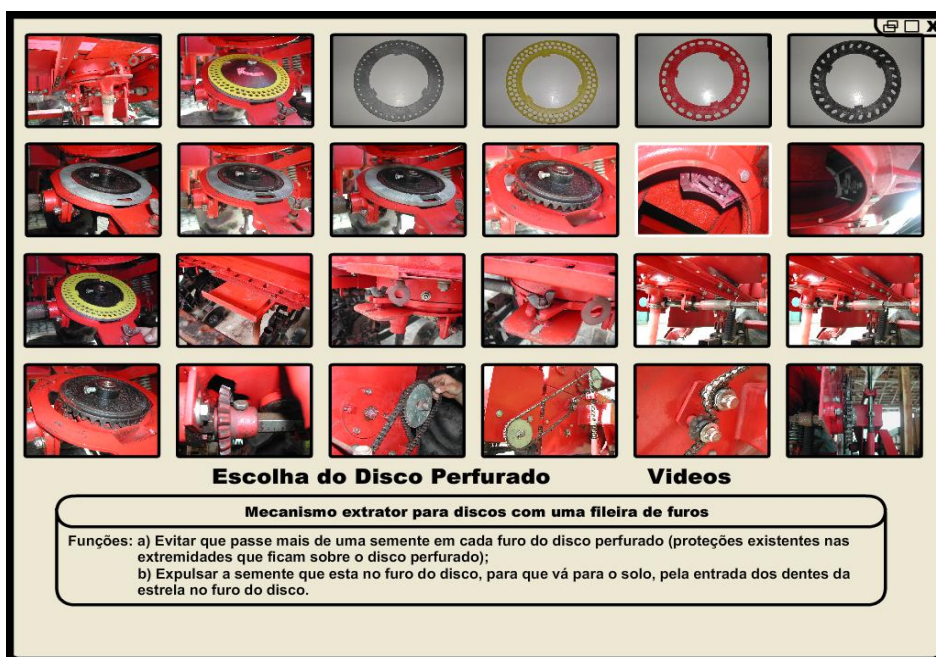 Escolha do Disco Perfurado Videos
Mecanismo extrator para discos com uma fileira de furos
Funções: a) Evitar que passe mais de uma semente em cada furo do disco perfurado (proteções existentes nas
extremidades que ficam sobre o disco perfurado);
b) Expulsar a semente que esta no furo do disco, para que vá para o solo, pela entrada dos dentes da
estrela no furo do disco.